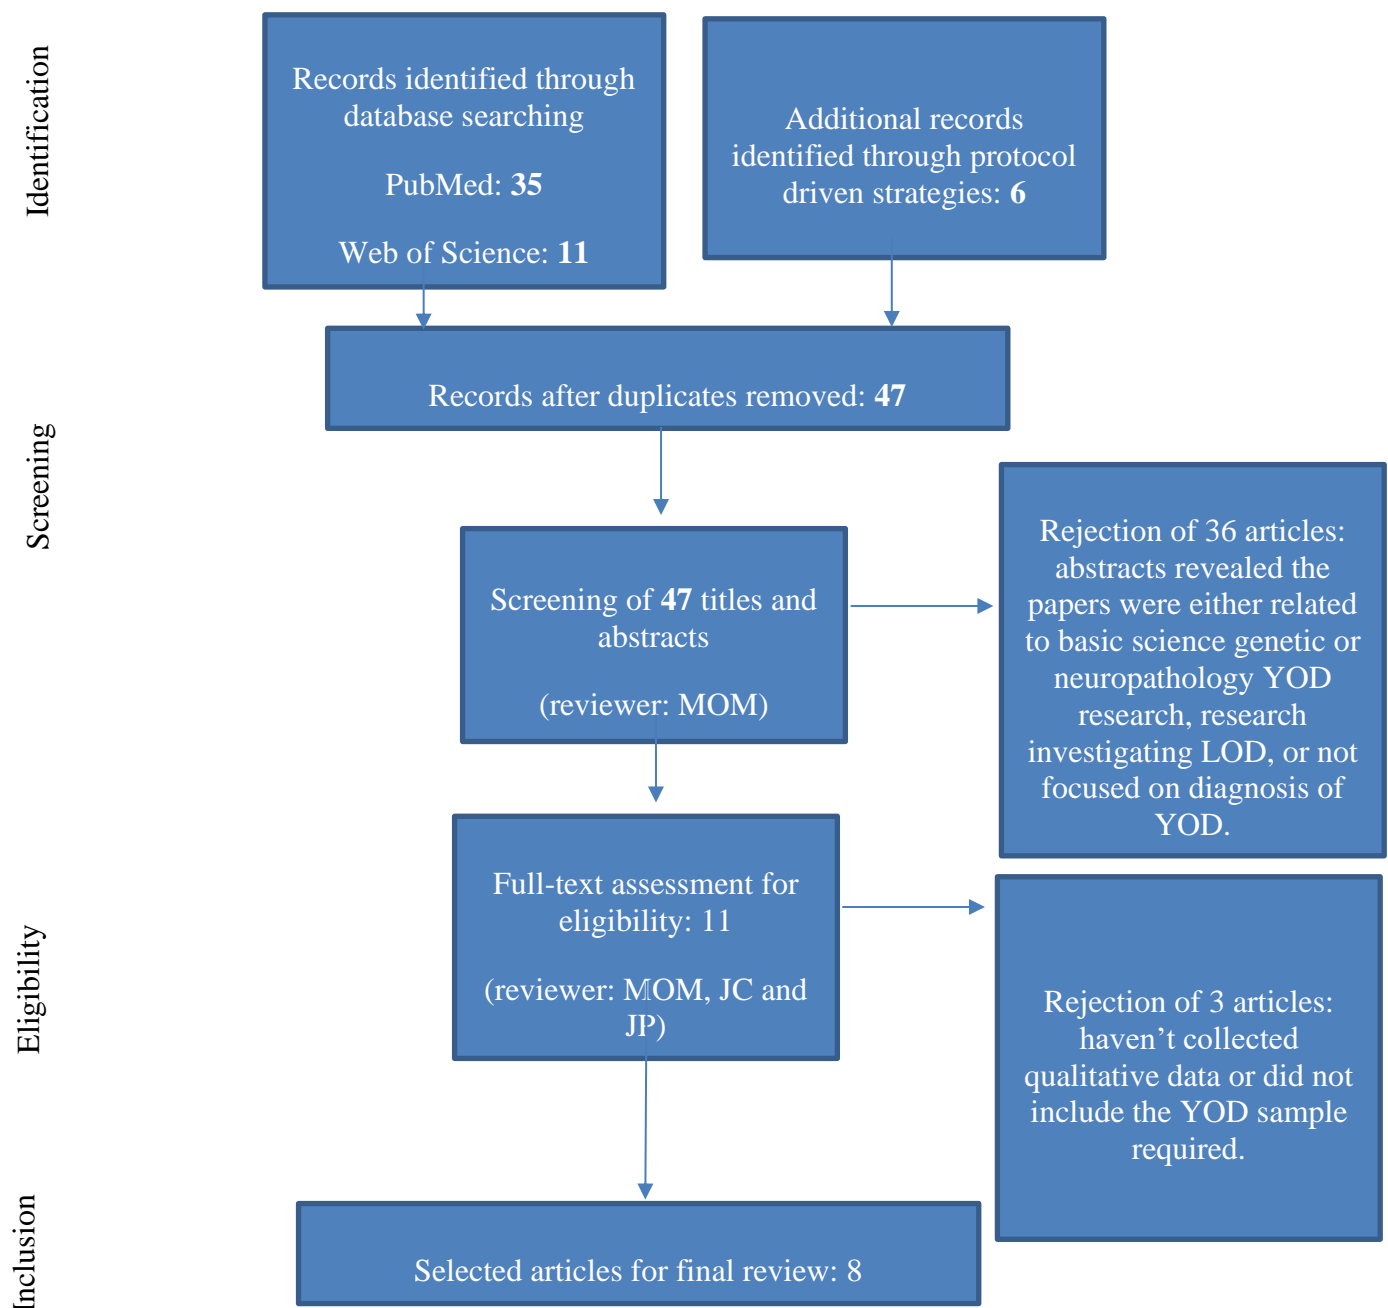 Identification
Records identified through
database searching
PubMed: 35
Web of Science: 11
Additional records
identified through protocol
driven strategies: 6
Records after duplicates removed: 47
Screening
Screening of 47 titles and
abstracts
(reviewer: MOM)
Rejection of 36 articles:
abstracts revealed the
papers were either related
to basic science genetic or
neuropathology YOD
research, research
investigating LOD, or not
focused on diagnosis of
YOD.
Eligibility
Full-text assessment for
eligibility: 11
(reviewer: MOM, JC and
JP)
Rejection of 3 articles:
haven’t collected
qualitative data or did not
include the YOD sample
required.
Inclusion
Selected articles for final review: 8